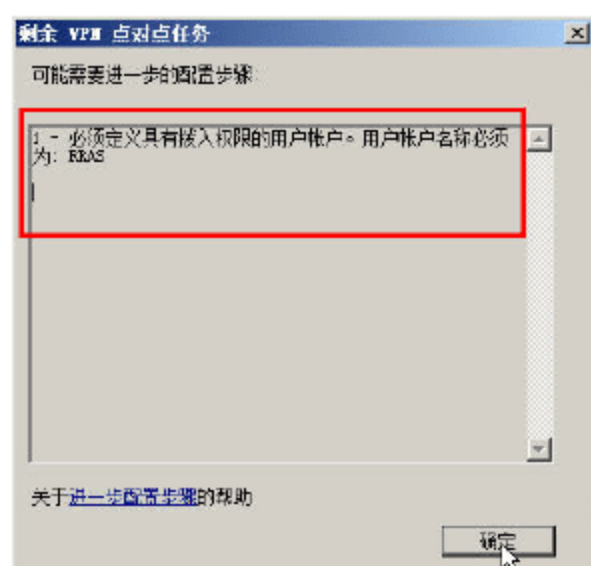 剩余 VPN 点对点任务
可能需要进一步的配置步骤:
1 - 必须定义具有拨入权限的用户帐户。用户帐户名称必须
为: RRAS
关于进一步配置步骤的帮助
确定